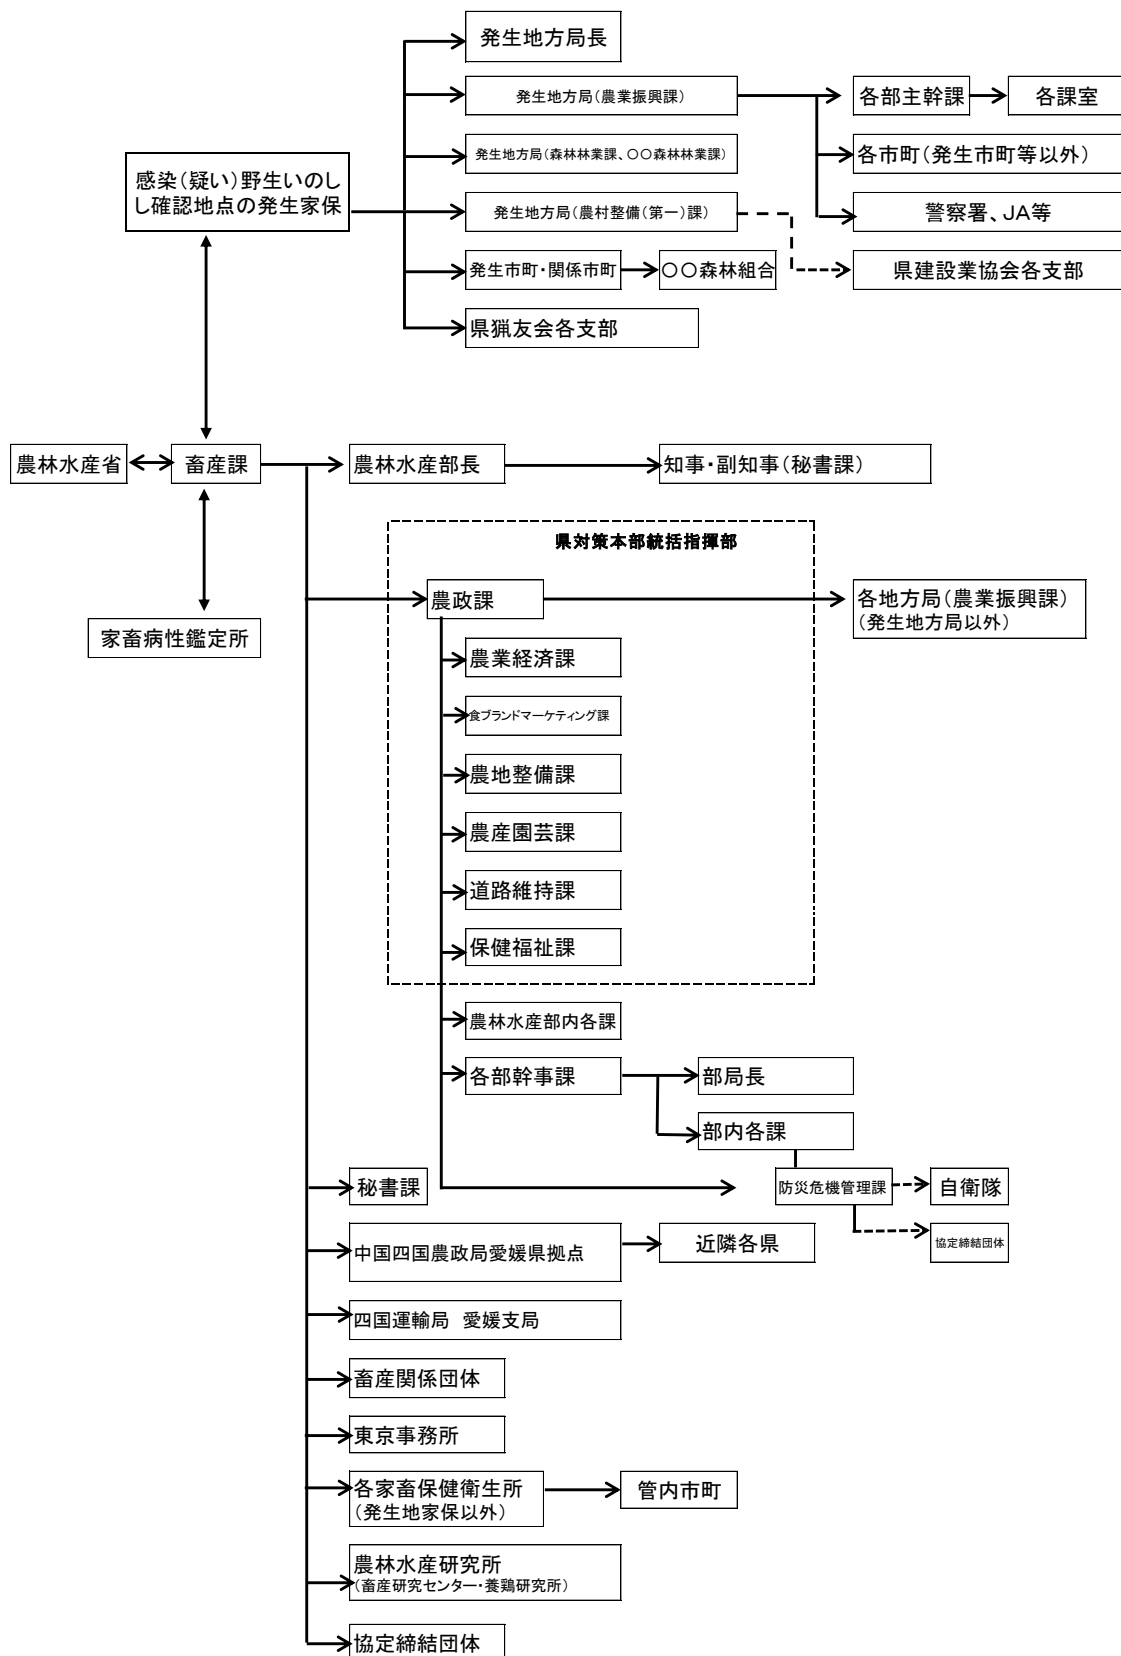 発生地方局長
発生地方局(農業振興課)
各部主幹課
各課室
発生地方局(森林林業課、〇〇森林林業課)
各市町(発生市町等以外)
感染(疑い)野生いのし
し確認地点の発生家保
発生地方局(農村整備(第一)課)
警察署、JA等
発生市町・関係市町
〇〇森林組合
県建設業協会各支部
県猟友会各支部
農林水産省
畜産課
農林水産部長
知事・副知事(秘書課)
県対策本部統括指揮部
農政課
各地方局(農業振興課)
(発生地方局以外)
家畜病性鑑定所
農業経済課
食ブランドマーケティング課
農地整備課
農産園芸課
道路維持課
保健福祉課
農林水産部内各課
各部幹事課
部局長
部内各課
秘書課
防災危機管理課
自衛隊
中国四国農政局愛媛県拠点
近隣各県
協定締結団体
四国運輸局 愛媛支局
畜産関係団体
東京事務所
各家畜保健衛生所
(発生地家保以外)
管内市町
農林水産研究所
(畜産研究センター・養鶏研究所)
協定締結団体